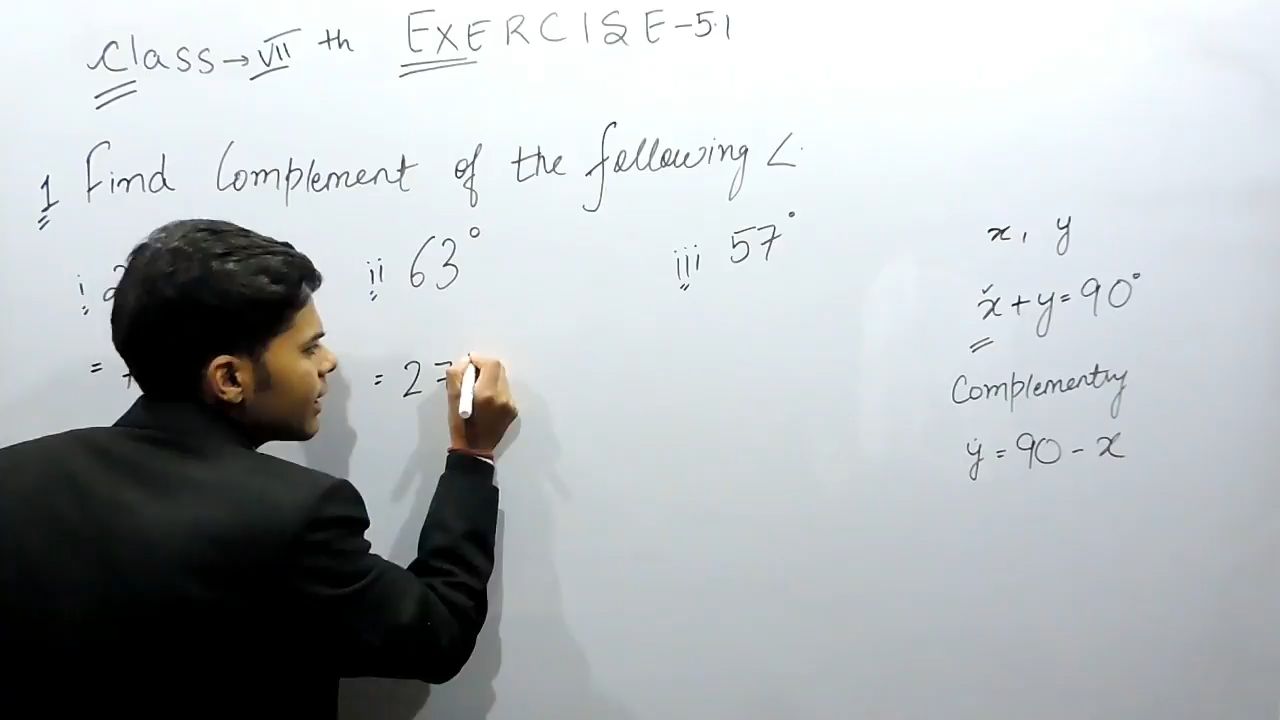 Class → VII th EXERCISE-5.1
1 Find Complement of the following ∠.
i ii 63° iii 57°
= = 27
x, y
x + y = 90°
Complementry
y = 90 - x